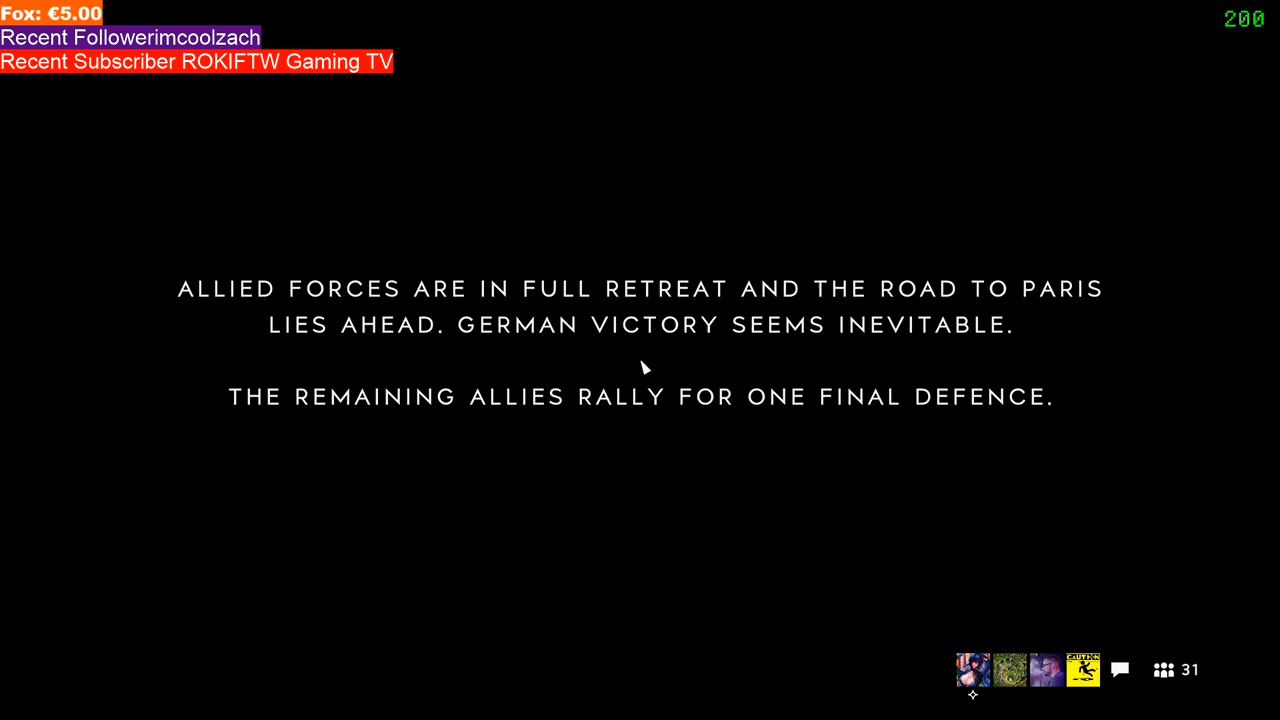 Fox: €5.00
200
Recent Followerimcoolzach
Recent Subscriber ROKIFTW Gaming TV
ALLIED FORCES ARE IN FULL RETREAT AND THE ROAD TO PARIS
LIES AHEAD. GERMAN VICTORY SEEMS INEVITABLE.
THE REMAINING ALLIES RALLY FOR ONE FINAL DEFENCE.
CAUTION
31